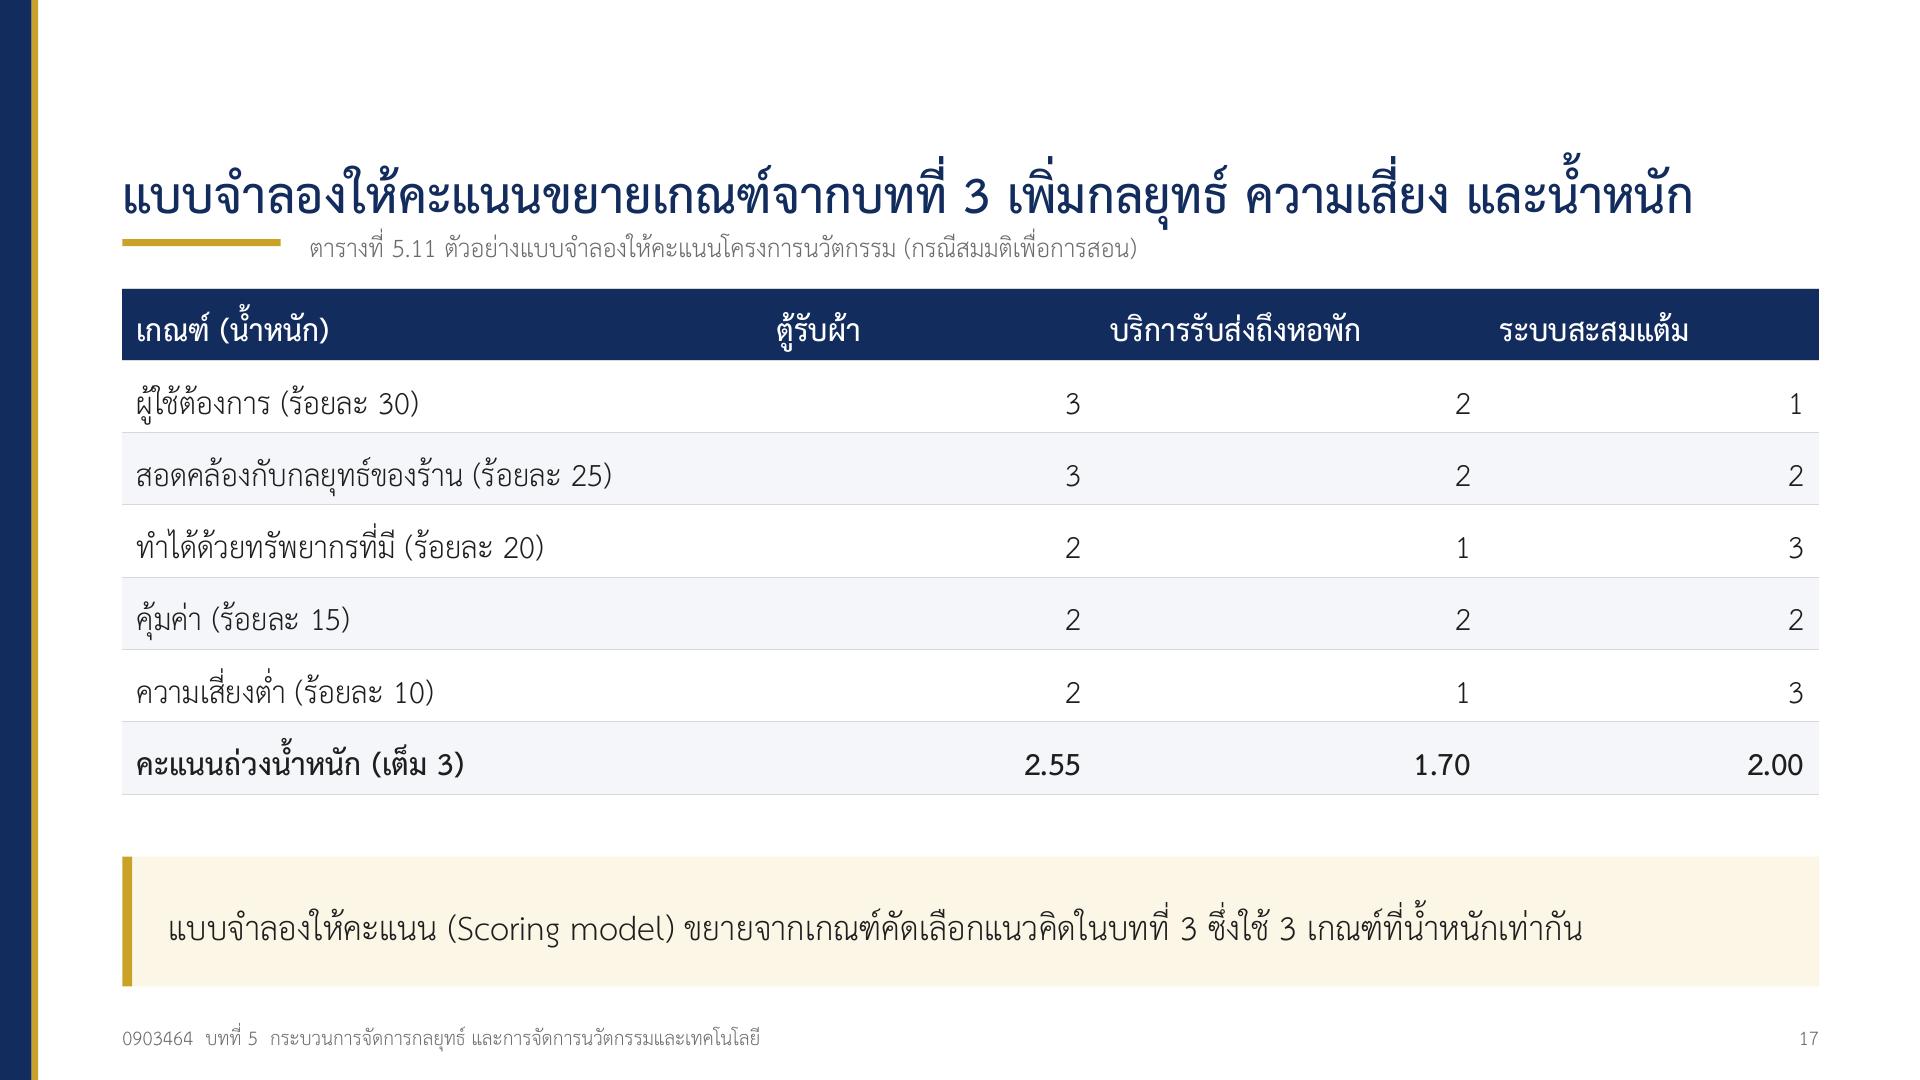 แบบจำลองให้คะแนนขยายเกณฑ์จากบทที่ 3 เพิ่มกลยุทธ์ ความเสี่ยง และน้ำหนัก
ตารางที่ 5.11 ตัวอย่างแบบจำลองให้คะแนนโครงการนวัตกรรม (กรณีสมมติเพื่อการสอน)
เกณฑ์ (น้ำหนัก) ตู้รับผ้า บริการรับส่งถึงหอพัก ระบบสะสมแต้ม
ผู้ใช้ต้องการ (ร้อยละ 30) 3 2 1
สอดคล้องกับกลยุทธ์ของร้าน (ร้อยละ 25) 3 2 2
ทำได้ด้วยทรัพยากรที่มี (ร้อยละ 20) 2 1 3
คุ้มค่า (ร้อยละ 15) 2 2 2
ความเสี่ยงต่ำ (ร้อยละ 10) 2 1 3
คะแนนถ่วงน้ำหนัก (เต็ม 3) 2.55 1.70 2.00
แบบจำลองให้คะแนน (Scoring model) ขยายจากเกณฑ์คัดเลือกแนวคิดในบทที่ 3 ซึ่งใช้ 3 เกณฑ์ที่น้ำหนักเท่ากัน
0903464 บทที่ 5 กระบวนการจัดการกลยุทธ์ และการจัดการนวัตกรรมและเทคโนโลยี 17